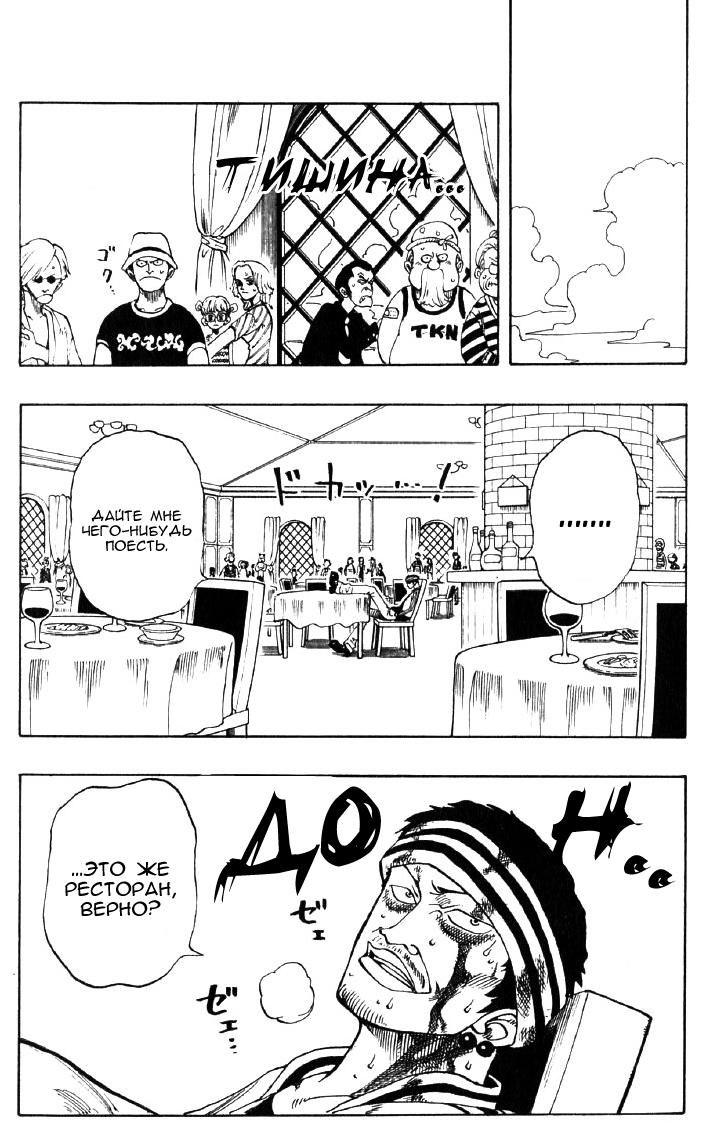 ТИШИНА...
ゴク
TKN
.......
ドカッ……!
ДАЙТЕ МНЕ
ЧЕГО-НИБУДЬ
ПОЕСТЬ.
ДОН..
...ЭТО ЖЕ
РЕСТОРАН,
ВЕРНО?
ゼェ
ゼェ…